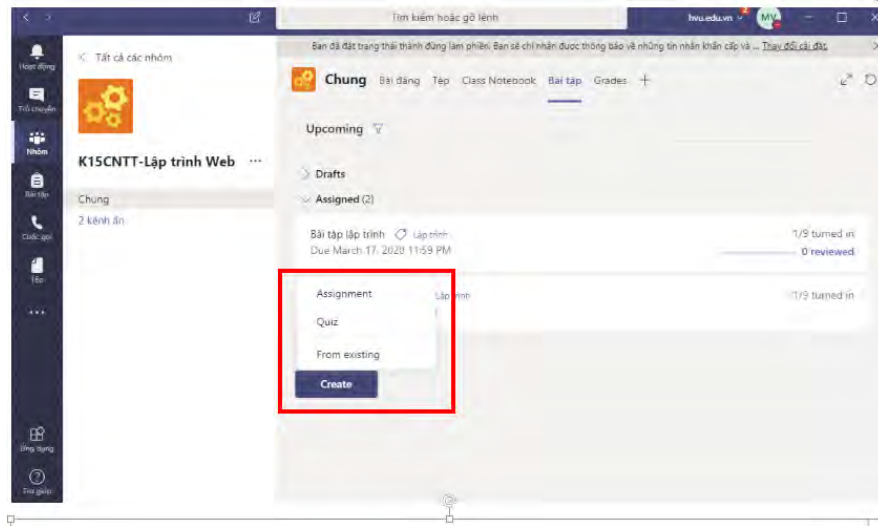 Tìm kiếm hoặc gõ lệnh
hvu.edu.vn
2
MV
Hoạt động
Trò chuyện
Nhóm
Bài tập
Cuộc gọi
Tệp
Ứng dụng
Trợ giúp
Tất cả các nhóm
K15CNTT-Lập trình Web ...
Chung
2 kênh ẩn
Bạn đã đặt trạng thái thành đừng làm phiền. Bạn sẽ chỉ nhận được thông báo về những tin nhắn khẩn cấp và ... Thay đổi cài đặt.
Chung Bài đăng Tệp Class Notebook Bài tập Grades +
Upcoming
Drafts
Assigned (2)
Bài tập lập trình Lập trình
Due March 17, 2020 11:59 PM
1/9 turned in
0 reviewed
Lập trình
1/9 turned in
Assignment
Quiz
From existing
Create